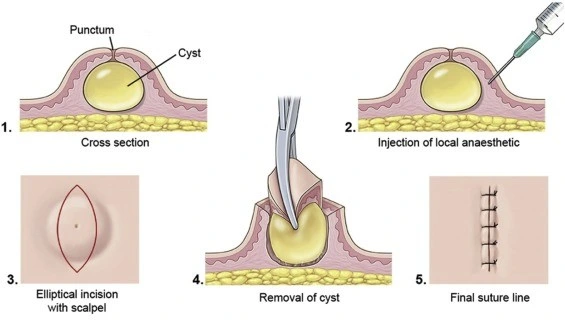 Punctum
Cyst
1.
Cross section
2.
Injection of local anaesthetic
3.
Elliptical incision
with scalpel
4.
Removal of cyst
5.
Final suture line